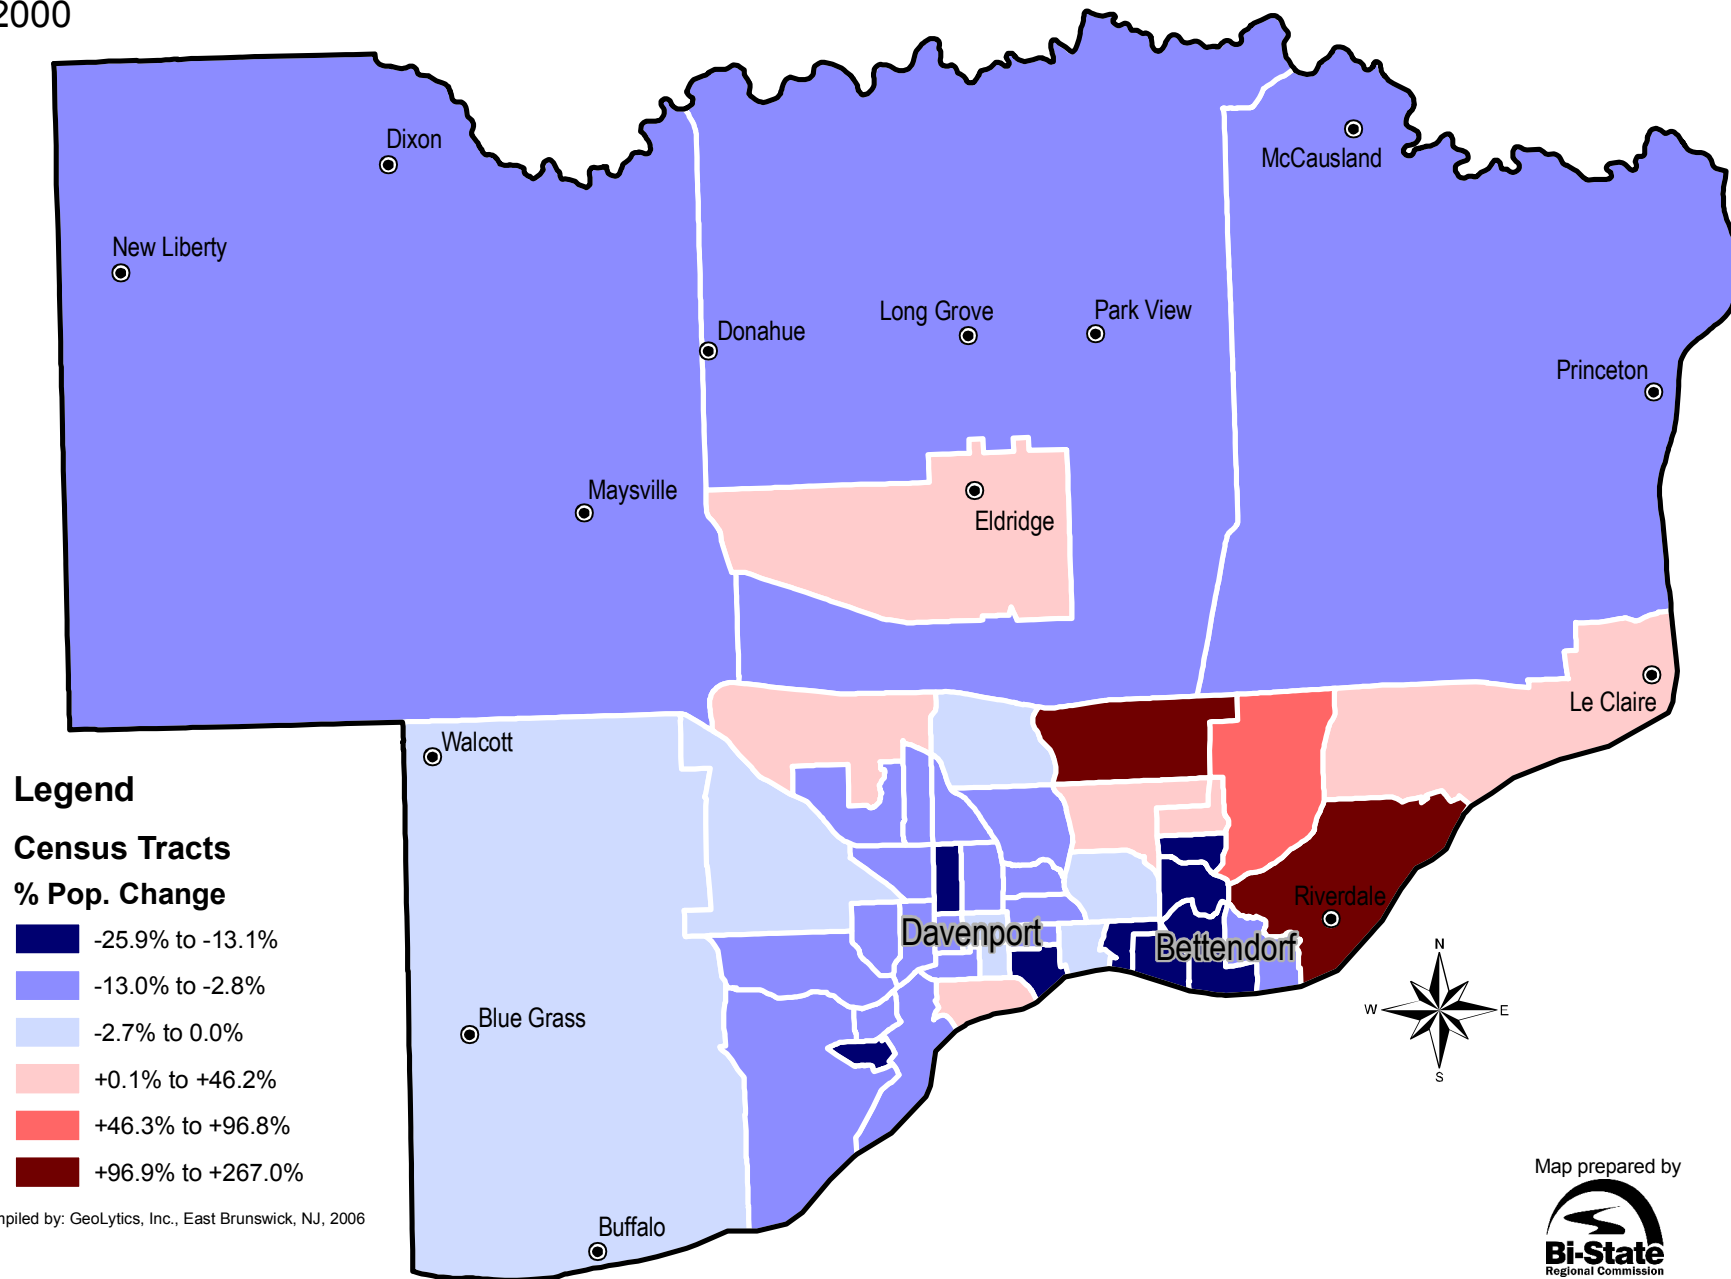 2000
Dixon
McCausland
New Liberty
Long Grove
Park View
Donahue
Princeton
Maysville
Eldridge
Le Claire
Walcott
Legend
Census Tracts
% Pop. Change
-25.9% to -13.1%
-13.0% to -2.8%
-2.7% to 0.0%
+0.1% to +46.2%
+46.3% to +96.8%
+96.9% to +267.0%
Riverdale
Davenport
Bettendorf
Blue Grass
N
W
E
S
Buffalo
mpiled by: GeoLytics, Inc., East Brunswick, NJ, 2006
Map prepared by
Bi-State
Regional Commission